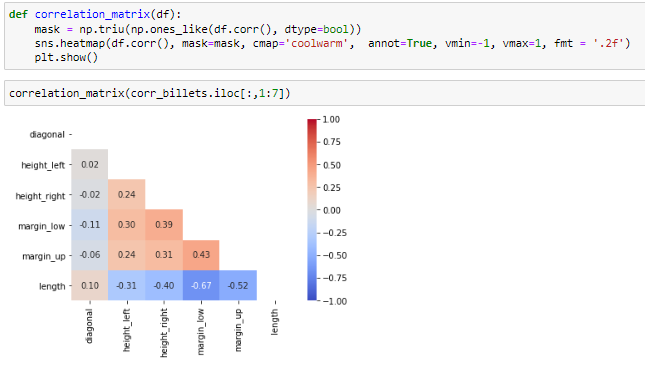 def correlation_matrix(df):
    mask = np.triu(np.ones_like(df.corr(), dtype=bool))
    sns.heatmap(df.corr(), mask=mask, cmap='coolwarm',  annot=True, vmin=-1, vmax=1, fmt = '.2f')
    plt.show()
correlation_matrix(corr_billets.iloc[:,1:7])
diagonal
height_left 0.02
height_right -0.02 0.24
margin_low -0.11 0.30 0.39
margin_up -0.06 0.24 0.31 0.43
length 0.10 -0.31 -0.40 -0.67 -0.52
diagonal height_left height_right margin_low margin_up length
1.00
0.75
0.50
0.25
0.00
−0.25
−0.50
−0.75
−1.00